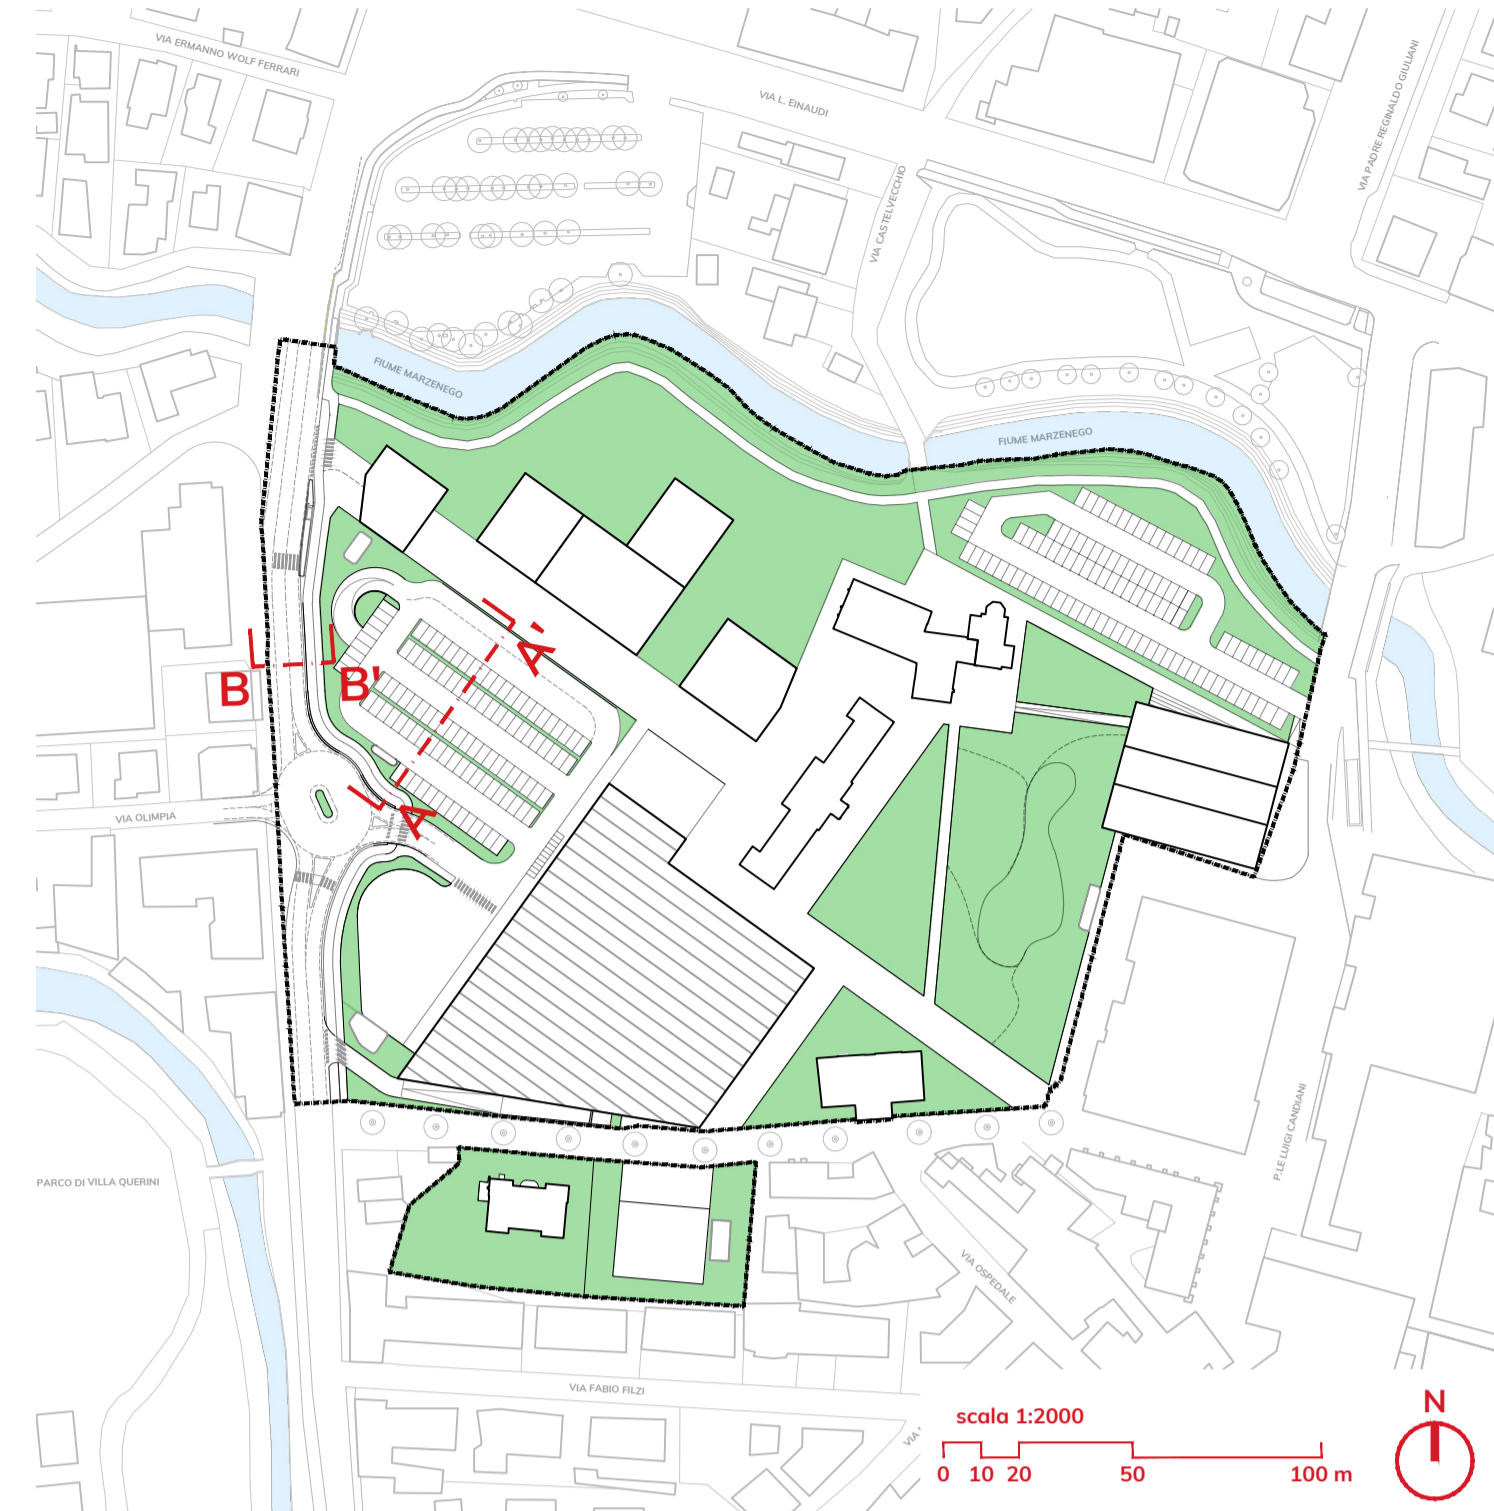 VIA ERMANNO WOLF FERRARI
VIA L. EINAUDI
VIA PADRE REGINALDO GIULIANI
VIA CASTELVECCHIO
FIUME MARZENEGO
FIUME MARZENEGO
A'
B
B'
A
VIA OLIMPIA
PARCO DI VILLA QUERINI
P.LE LUIGI CANDIANI
VIA OSPEDALE
VIA FABIO FILZI
VIA
scala 1:2000
0 10 20 50 100 m
N